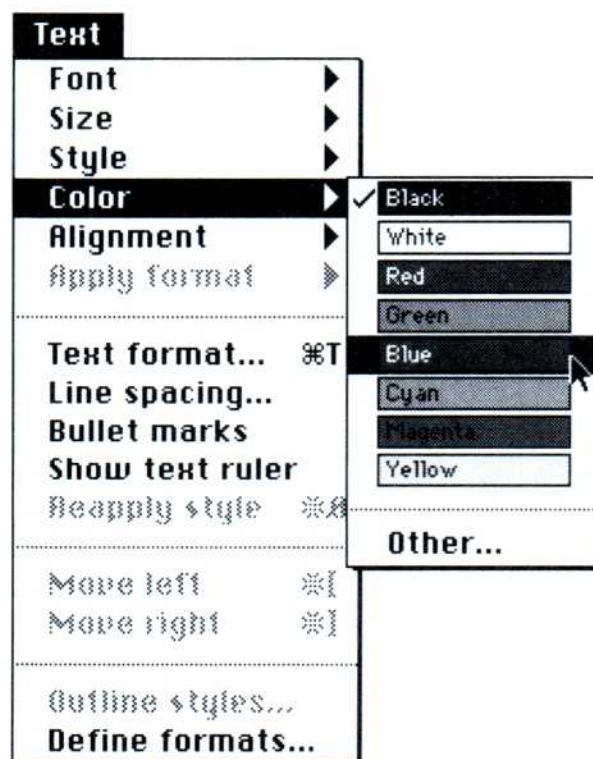 Text
Font
Size
Style
Color
Alignment
Apply format
Text format... ⌘T
Line spacing...
Bullet marks
Show text ruler
Reapply style ⌘A
Move left ⌘[
Move right ⌘]
Outline styles...
Define formats...
✓ Black
White
Red
Green
Blue
Cyan
Magenta
Yellow
Other...